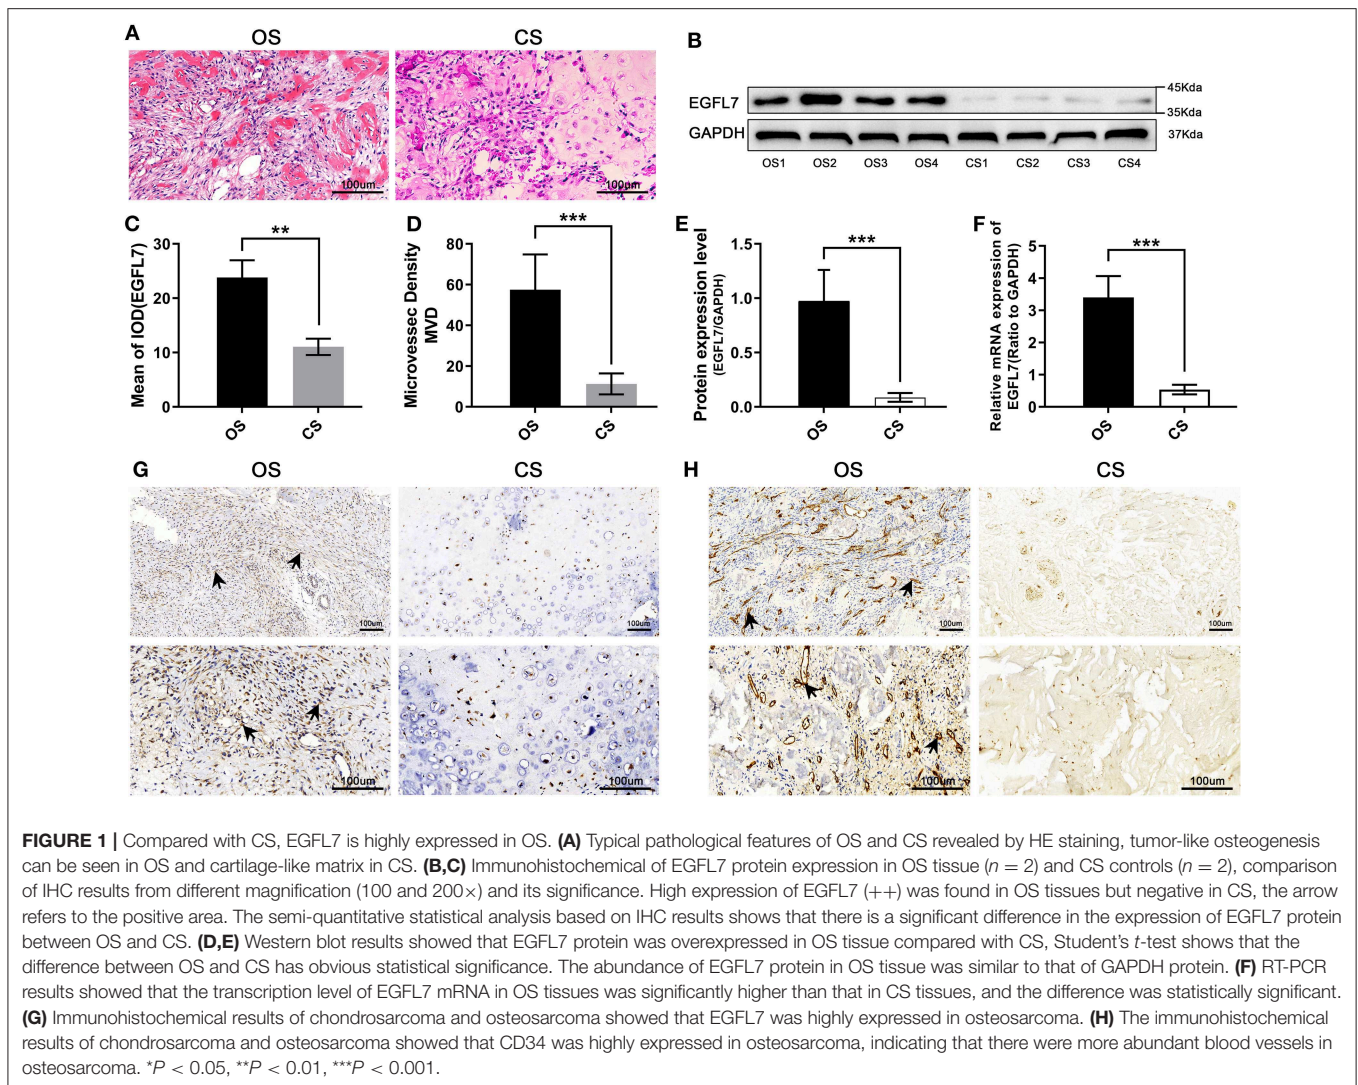 A
OS
CS
100um
100um
B
EGFL7
GAPDH
45Kda
35Kda
37Kda
OS1 OS2 OS3 OS4 CS1 CS2 CS3 CS4
C
**
Mean of IOD(EGFL7)
30
20
10
0
OS
CS
D
***
Microvessec Density
MVD
80
60
40
20
0
OS
CS
E
***
Protein expression level
(EGFL7/GAPDH)
1.5
1.0
0.5
0.0
OS
CS
F
***
Relative mRNA expression of
EGFL7(Ratio to GAPDH)
5
4
3
2
1
0
OS
CS
G
OS
CS
100um
100um
100um
100um
H
OS
CS
100um
100um
100um
100um
FIGURE 1 | Compared with CS, EGFL7 is highly expressed in OS. (A) Typical pathological features of OS and CS revealed by HE staining, tumor-like osteogenesis
can be seen in OS and cartilage-like matrix in CS. (B,C) Immunohistochemical of EGFL7 protein expression in OS tissue (n = 2) and CS controls (n = 2), comparison
of IHC results from different magnification (100 and 200×) and its significance. High expression of EGFL7 (++) was found in OS tissues but negative in CS, the arrow
refers to the positive area. The semi-quantitative statistical analysis based on IHC results shows that there is a significant difference in the expression of EGFL7 protein
between OS and CS. (D,E) Western blot results showed that EGFL7 protein was overexpressed in OS tissue compared with CS, Student's t-test shows that the
difference between OS and CS has obvious statistical significance. The abundance of EGFL7 protein in OS tissue was similar to that of GAPDH protein. (F) RT-PCR
results showed that the transcription level of EGFL7 mRNA in OS tissues was significantly higher than that in CS tissues, and the difference was statistically significant.
(G) Immunohistochemical results of chondrosarcoma and osteosarcoma showed that EGFL7 was highly expressed in osteosarcoma. (H) The immunohistochemical
results of chondrosarcoma and osteosarcoma showed that CD34 was highly expressed in osteosarcoma, indicating that there were more abundant blood vessels in
osteosarcoma. *P < 0.05, **P < 0.01, ***P < 0.001.